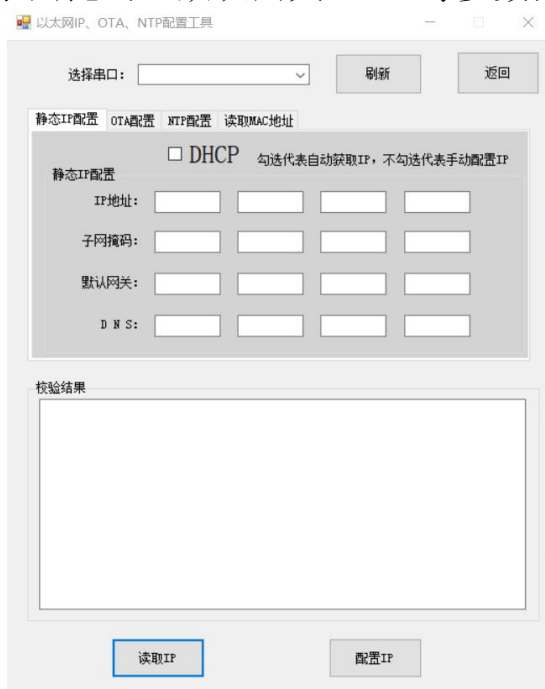 以太网IP、OTA、NTP配置工具
选择串口：
刷新
返回
静态IP配置 OTA配置 NTP配置 读取MAC地址
DHCP 勾选代表自动获取IP，不勾选代表手动配置IP
静态IP配置
IP地址：
子网掩码：
默认网关：
D N S:
校验结果
读取IP
配置IP